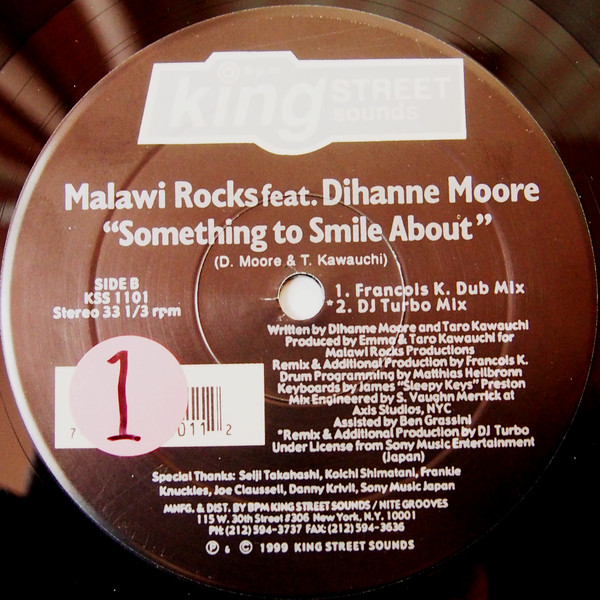 king STREET
sounds
Malawi Rocks feat. Dihanne Moore
"Something to Smile About"
(D. Moore & T. Kawauchi)
SIDE B
KSS 1101
Stereo 33 1/3 rpm
1. Francois K. Dub Mix
*2. DJ Turbo Mix
Written by Dihanne Moore and Taro Kawauchi
Produced by Emma & Taro Kawauchi for
Malawi Rocks Productions
Remix & Additional Production by Francois K.
Drum Programming by Matthias Heilbronn
Keyboards by James "Sleepy Keys" Preston
Mix Engineered by S. Vaughn Merrick at
Axis Studios, NYC
Assisted by Ben Grassini
*Remix & Additional Production by DJ Turbo
Under License from Sony Music Entertainment
(Japan)
1
7 011 2
Special Thanks: Seiji Takahashi, Koichi Shimatani, Frankie
Knuckles, Joe Claussell, Danny Krivit, Sony Music Japan
MNFG. & DIST. BY BPM KING STREET SOUNDS / NITE GROOVES
115 W. 30th Street #306 New York, N.Y. 10001
PH: (212) 594-3737 FAX: (212) 594-3636
℗ & © 1999 KING STREET SOUNDS